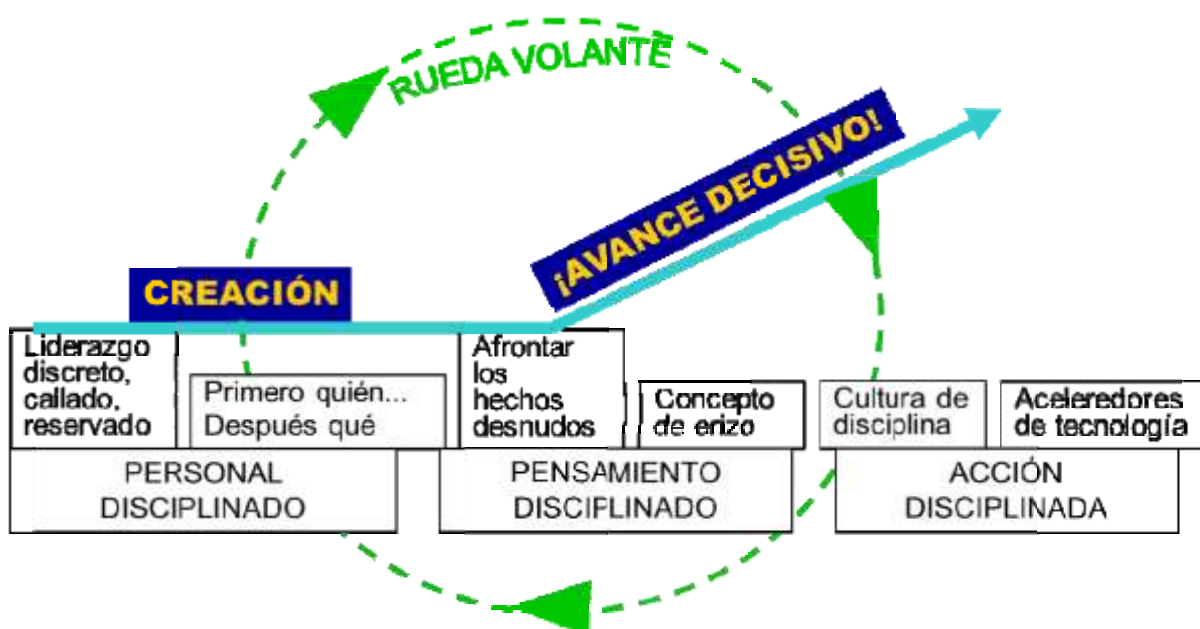 RUEDA VOLANTE
¡AVANCE DECISIVO!
CREACIÓN
Liderazgo
discreto,
callado,
reservado
Primero quién...
Después qué
Afrontar
los
hechos
desnudos
Concepto
de erizo
Cultura de
disciplina
Aceleredores
de tecnología
PERSONAL
DISCIPLINADO
PENSAMIENTO
DISCIPLINADO
ACCIÓN
DISCIPLINADA